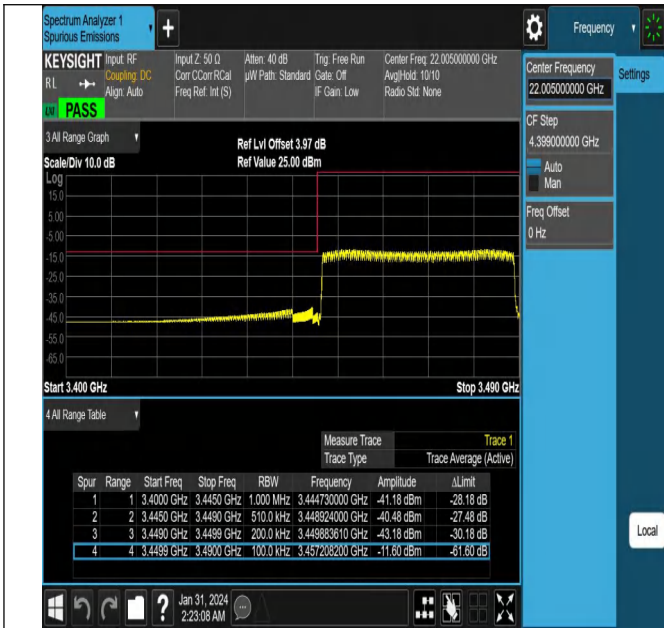 Spectrum Analyzer 1
Spurious Emissions
+
Frequency
KEYSIGHT Input: RF Input Z: 50 Ω Atten: 40 dB Trig: Free Run Center Freq: 22.005000000 GHz
RL Coupling: DC Corr CCorr RCal µW Path: Standard Gate: Off Avg|Hold: 10/10
Align: Auto Freq Ref: Int (S) IF Gain: Low Radio Std: None
PASS
Center Frequency
22.005000000 GHz
Settings
CF Step
4.399000000 GHz
Auto
Man
Freq Offset
0 Hz
3 All Range Graph
Ref Lvl Offset 3.97 dB
Scale/Div 10.0 dB Ref Value 25.00 dBm
Log
15.0
5.00
-5.00
-15.0
-25.0
-35.0
-45.0
-55.0
-65.0
Start 3.400 GHz Stop 3.490 GHz
4 All Range Table
Measure Trace Trace 1
Trace Type Trace Average (Active)
Spur Range Start Freq Stop Freq RBW Frequency Amplitude ΔLimit
1 1 3.4000 GHz 3.4450 GHz 1.000 MHz 3.444730000 GHz -41.18 dBm -28.18 dB
2 2 3.4450 GHz 3.4490 GHz 510.0 kHz 3.448924000 GHz -40.48 dBm -27.48 dB
3 3 3.4490 GHz 3.4499 GHz 200.0 kHz 3.449883610 GHz -43.18 dBm -30.18 dB
4 4 3.4499 GHz 3.4900 GHz 100.0 kHz 3.457208200 GHz -11.60 dBm -61.60 dB
Local
? Jan 31, 2024
2:23:08 AM